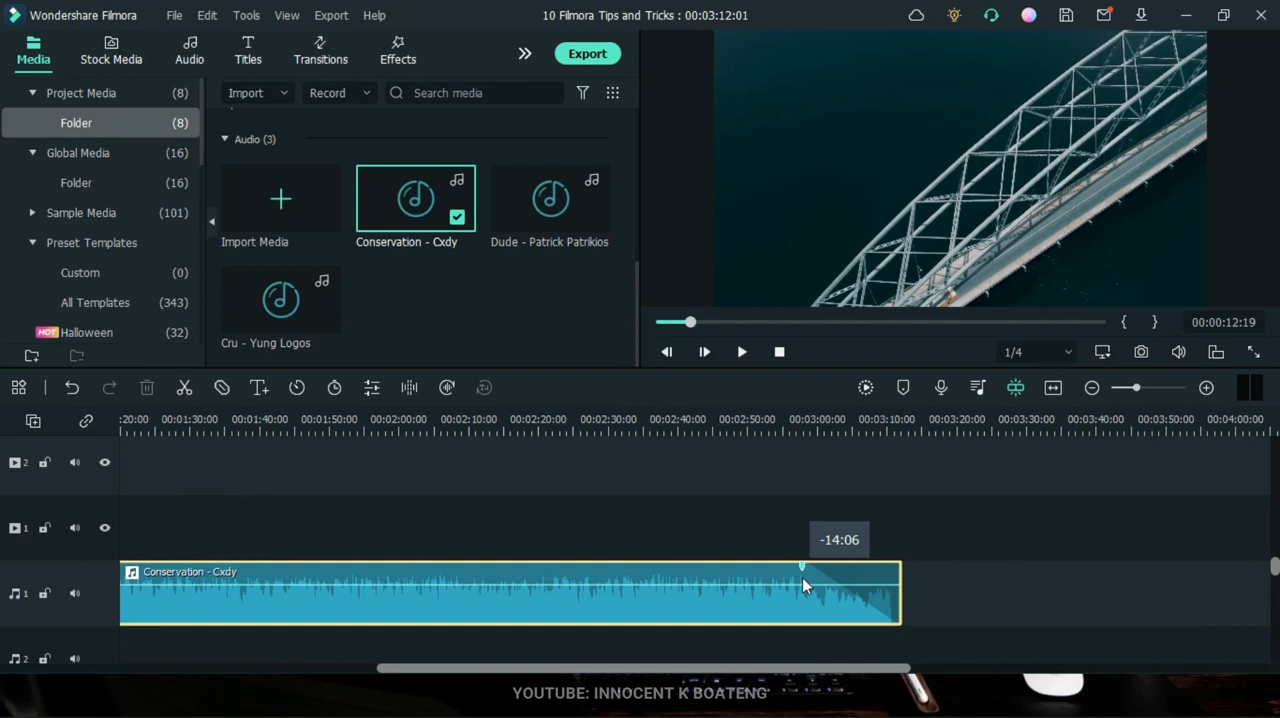 Wondershare Filmora File Edit Tools View Export Help 10 Filmora Tips and Tricks : 00:03:12:01
Media Stock Media Audio Titles Transitions Effects Export
Project Media (8)
Folder (8)
Global Media (16)
Folder (16)
Sample Media (101)
Preset Templates
Custom (0)
All Templates (343)
HOT Halloween (32)
Import Record Search media
Audio (3)
Import Media Conservation - Cxdy Dude - Patrick Patrikios
Cru - Yung Logos
{ } 00:00:12:19
1/4
:20:00 00:01:30:00 00:01:40:00 00:01:50:00 00:02:00:00 00:02:10:00 00:02:20:00 00:02:30:00 00:02:40:00 00:02:50:00 00:03:00:00 00:03:10:00 00:03:20:00 00:03:30:00 00:03:40:00 00:03:50:00 00:04:00:00
2
1
-14:06
Conservation - Cxdy
1
2
YOUTUBE: INNOCENT K BOATENG